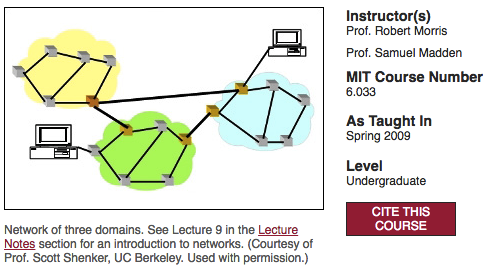 Instructor(s)
Prof. Robert Morris
Prof. Samuel Madden
MIT Course Number
6.033
As Taught In
Spring 2009
Level
Undergraduate
CITE THIS
COURSE
Network of three domains. See Lecture 9 in the Lecture
Notes section for an introduction to networks. (Courtesy of
Prof. Scott Shenker, UC Berkeley. Used with permission.)